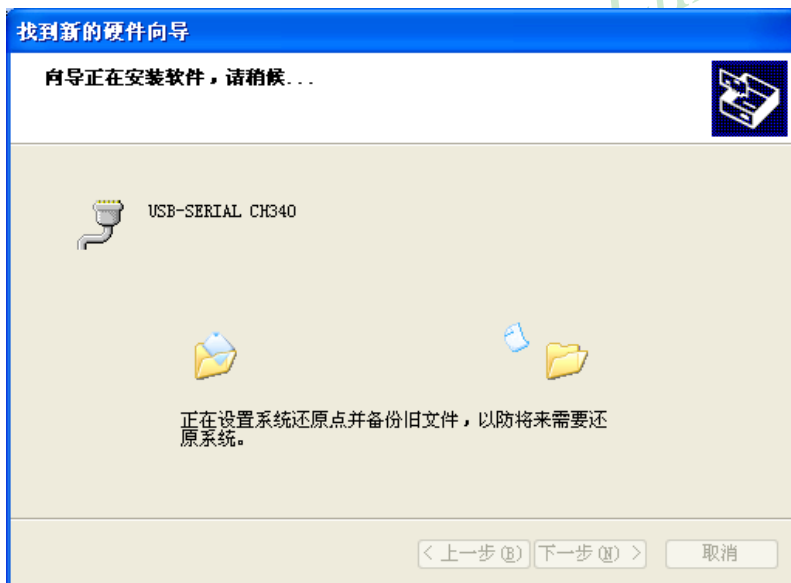 找到新的硬件向导
向导正在安装软件，请稍候...
USB-SERIAL CH340
正在设置系统还原点并备份旧文件，以防将来需要还
原系统。
< 上一步(B) 下一步(N) > 取消